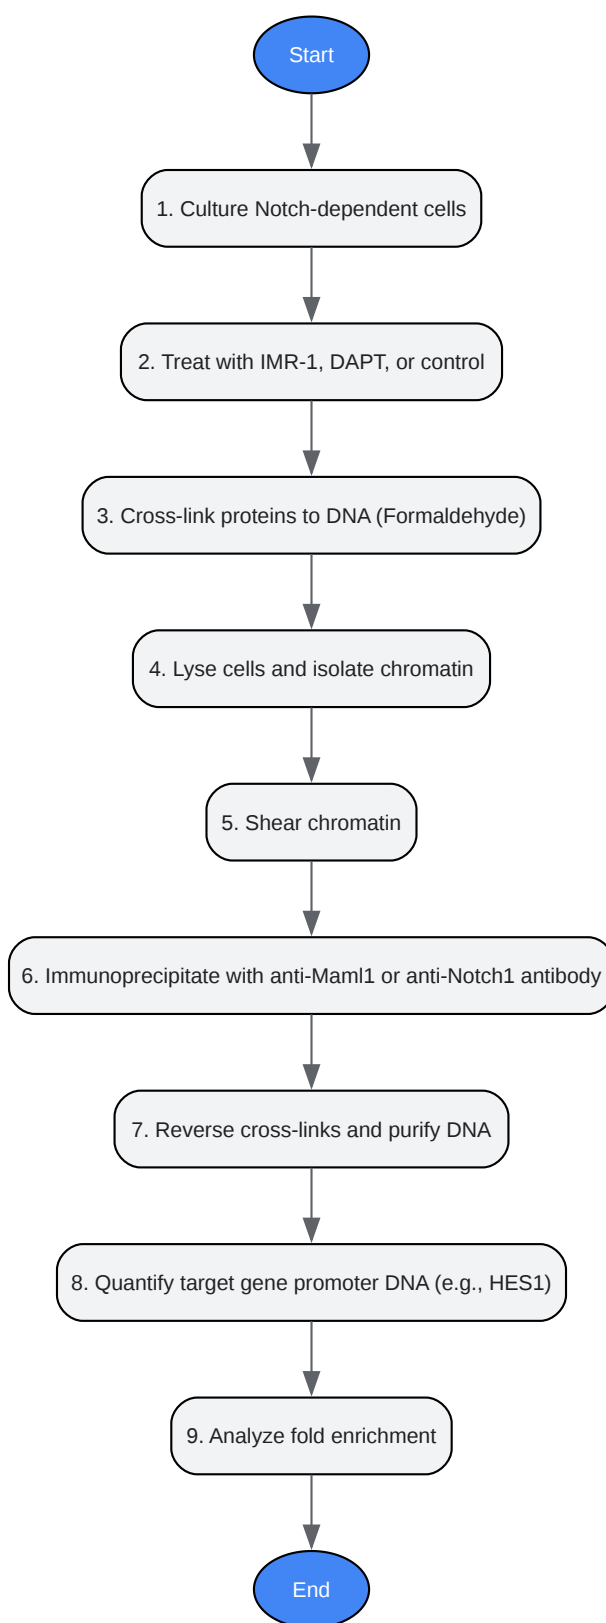 Start
1. Culture Notch-dependent cells
2. Treat with IMR-1, DAPT, or control
3. Cross-link proteins to DNA (Formaldehyde)
4. Lyse cells and isolate chromatin
5. Shear chromatin
6. Immunoprecipitate with anti-Maml1 or anti-Notch1 antibody
7. Reverse cross-links and purify DNA
8. Quantify target gene promoter DNA (e.g., HES1)
9. Analyze fold enrichment
End